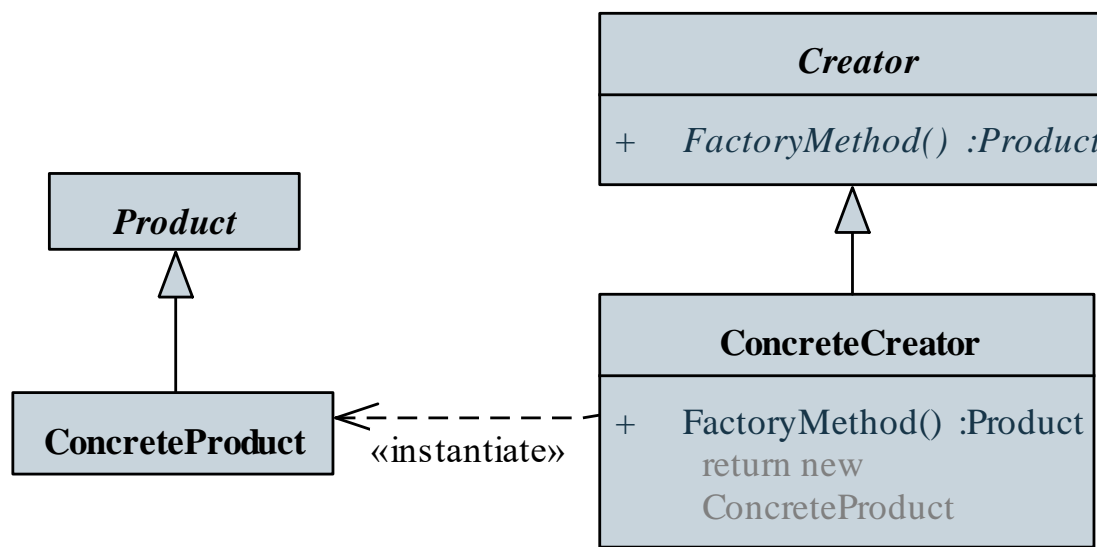 Creator
+ FactoryMethod() :Product
Product
ConcreteCreator
+ FactoryMethod() :Product
return new
ConcreteProduct
ConcreteProduct
«instantiate»